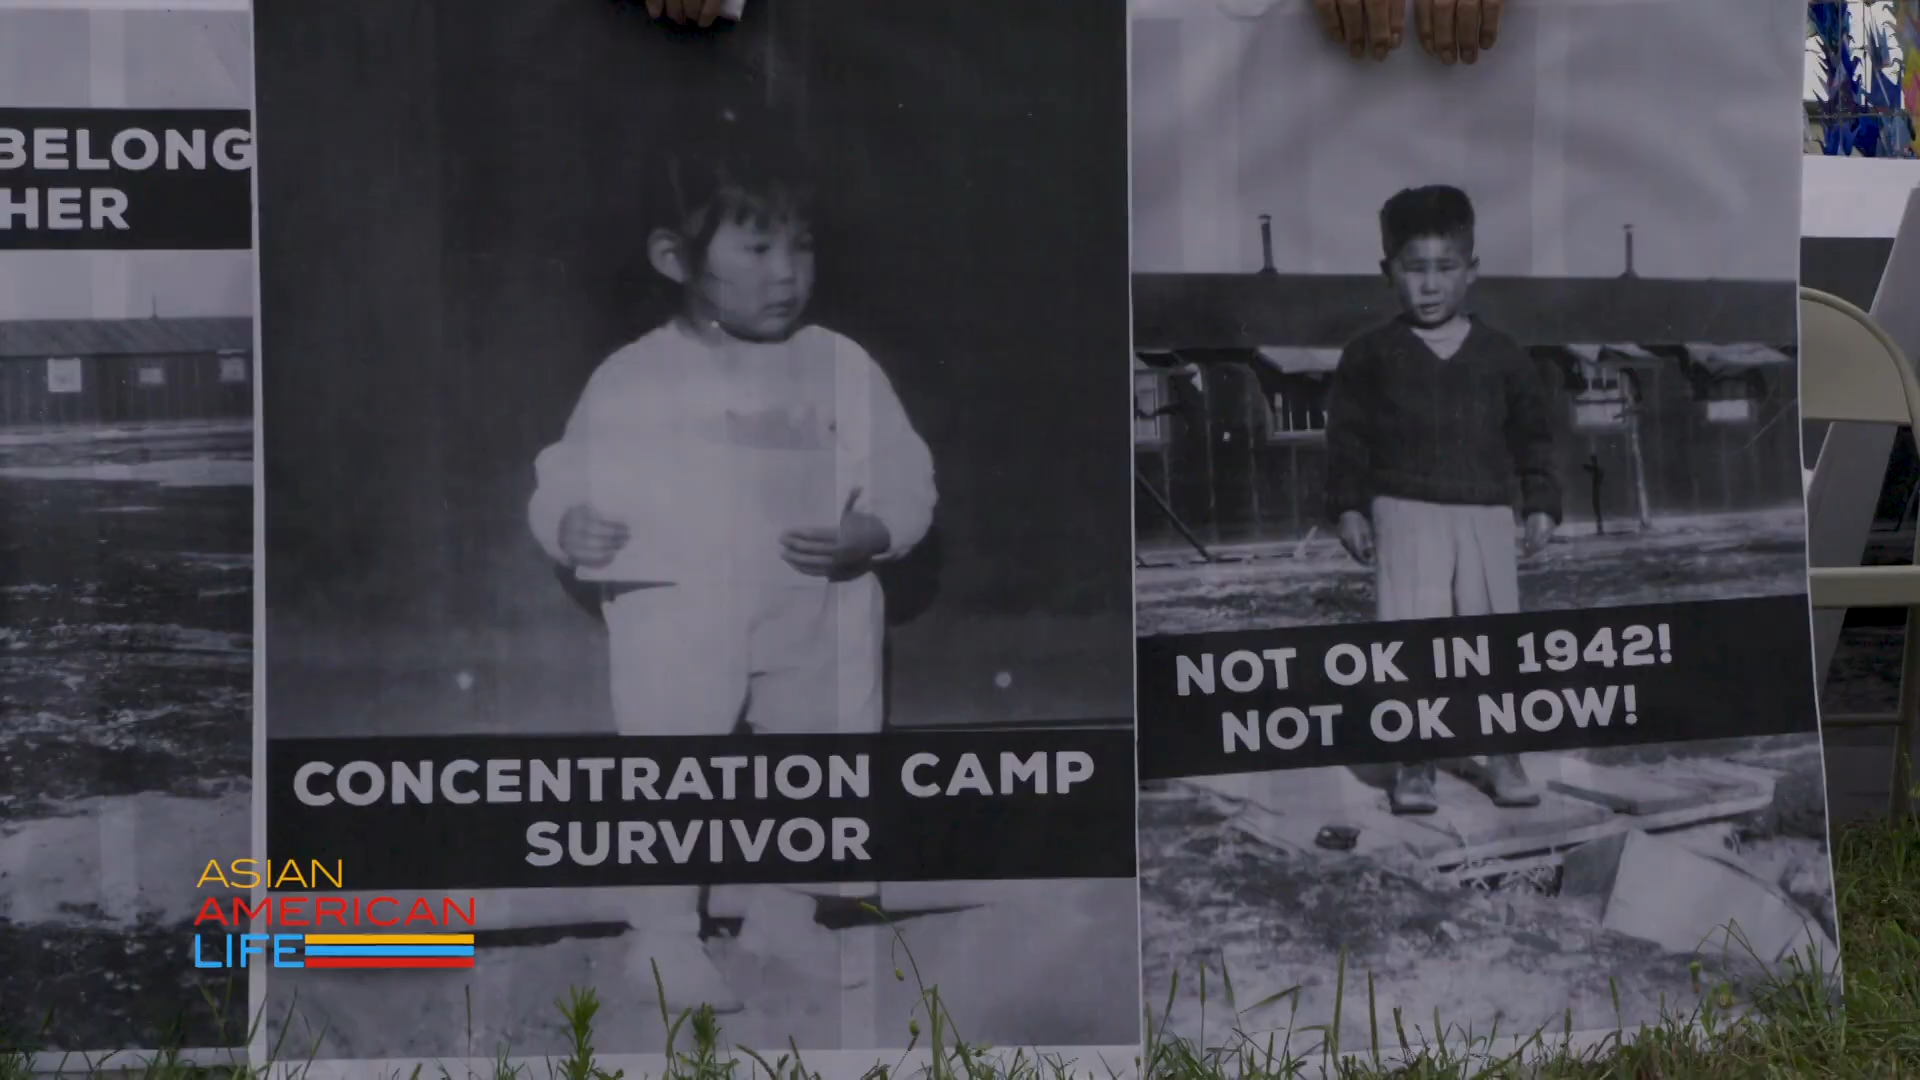 BELONG
HER
CONCENTRATION CAMP
SURVIVOR
NOT OK IN 1942!
NOT OK NOW!
ASIAN
AMERICAN
LIFE